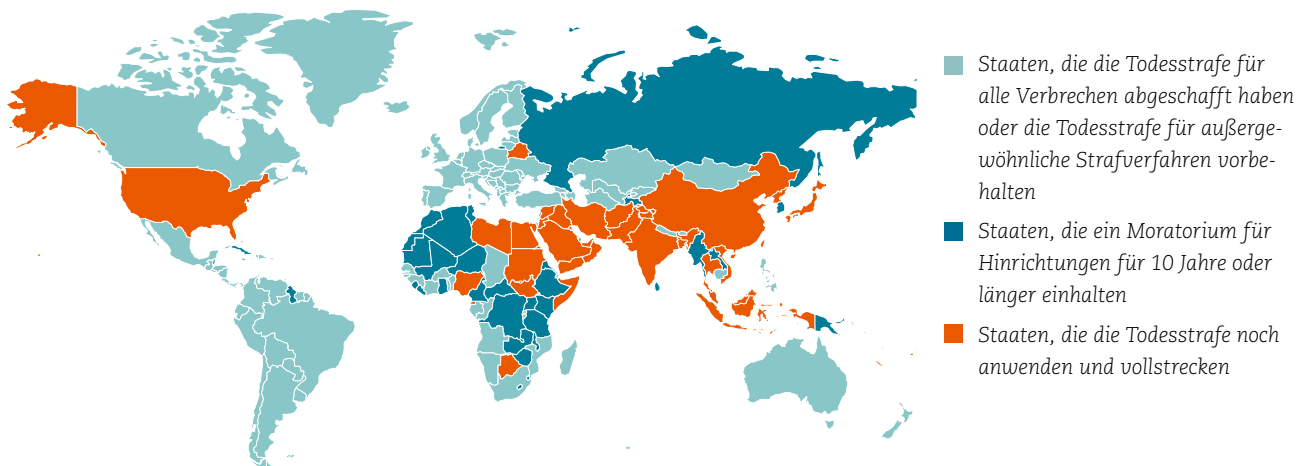 Staaten, die die Todesstrafe für
alle Verbrechen abgeschafft haben
oder die Todesstrafe für außerge-
wöhnliche Strafverfahren vorbe-
halten
Staaten, die ein Moratorium für
Hinrichtungen für 10 Jahre oder
länger einhalten
Staaten, die die Todesstrafe noch
anwenden und vollstrecken